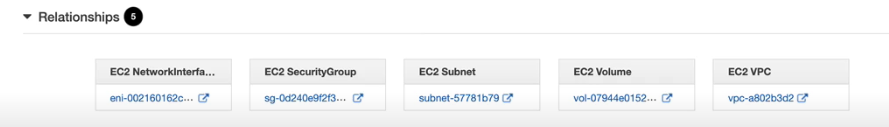 Relationships 5
EC2 NetworkInterfa... EC2 SecurityGroup EC2 Subnet EC2 Volume EC2 VPC
eni-002160162c... sg-0d240e9f2f3... subnet-57781b79 vol-07944e0152... vpc-a802b3d2